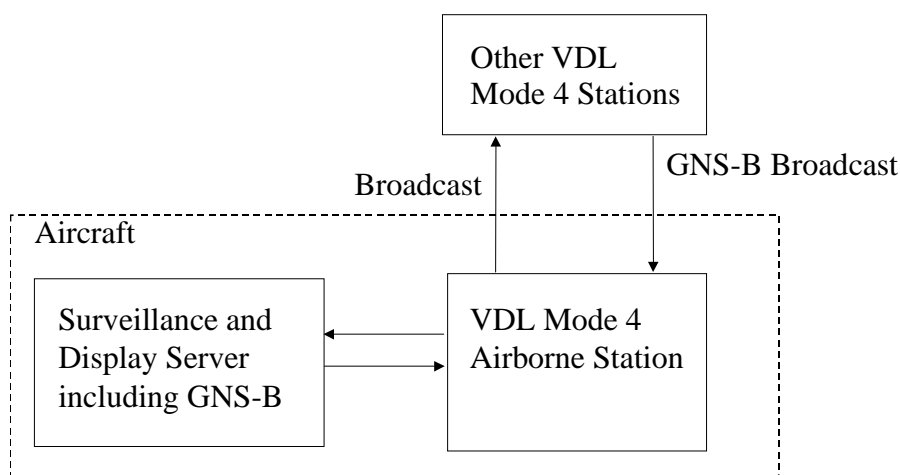 Other VDL
Mode 4 Stations
GNS-B Broadcast
Broadcast
Aircraft
Surveillance and
Display Server
including GNS-B
VDL Mode 4
Airborne Station